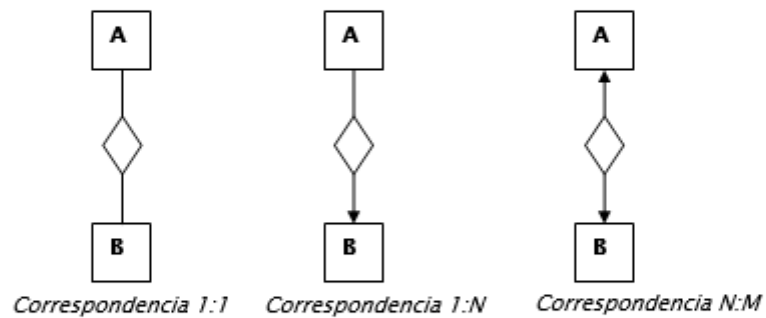 A A A
B B B
Correspondencia 1:1 Correspondencia 1:N Correspondencia N:M